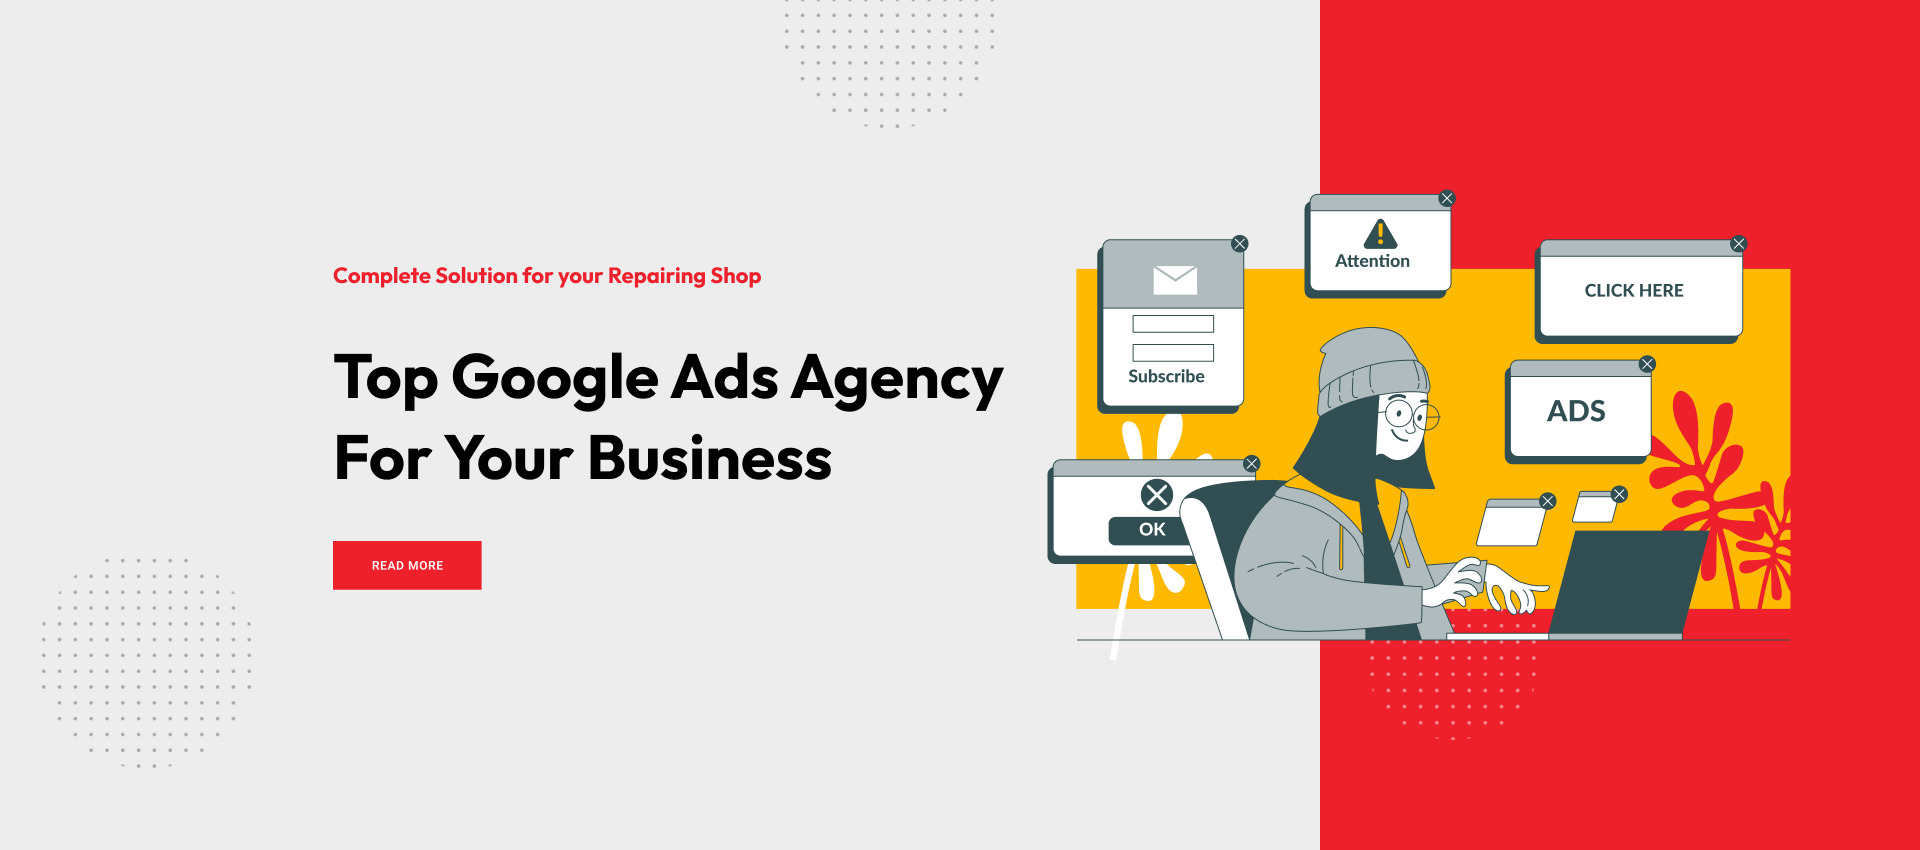 Complete Solution for your Repairing Shop
Top Google Ads Agency
For Your Business
READ MORE
Attention
CLICK HERE
Subscribe
ADS
OK